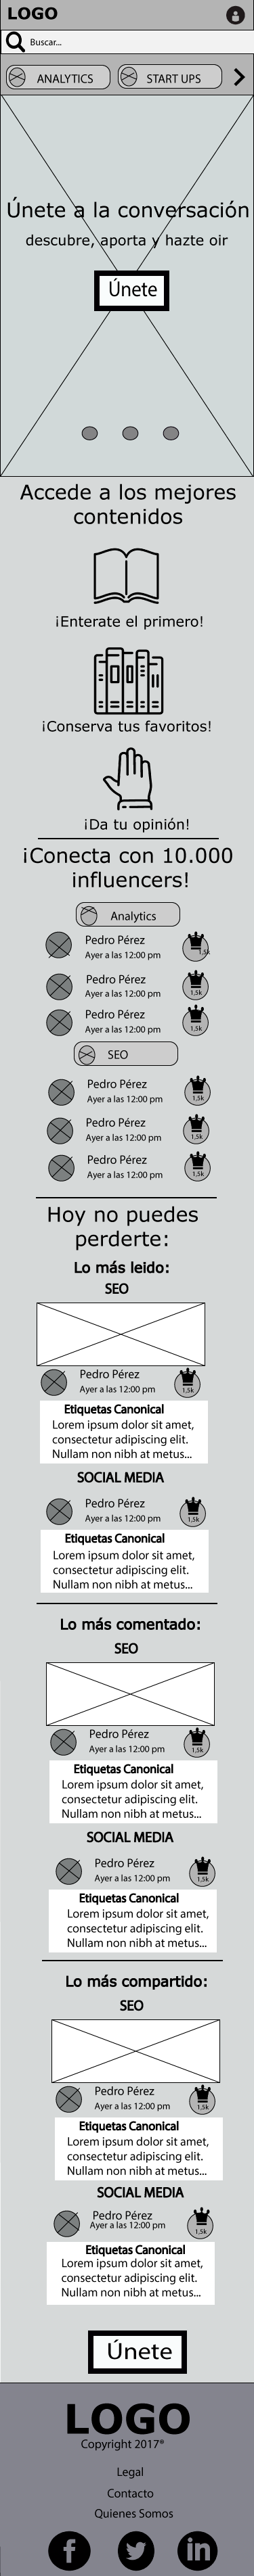 LOGO
Buscar...
ANALYTICS
START UPS
Únete a la conversación
descubre, aporta y hazte oir
Únete
Accede a los mejores
contenidos
¡Enterate el primero!
¡Conserva tus favoritos!
¡Da tu opinión!
¡Conecta con 10.000
influencers!
Analytics
Pedro Pérez
Ayer a las 12:00 pm
1,5k
Pedro Pérez
Ayer a las 12:00 pm
1,5k
Pedro Pérez
Ayer a las 12:00 pm
1,5k
SEO
Pedro Pérez
Ayer a las 12:00 pm
1,5k
Pedro Pérez
Ayer a las 12:00 pm
1,5k
Pedro Pérez
Ayer a las 12:00 pm
1,5k
Hoy no puedes
perderte:
Lo más leido:
SEO
Pedro Pérez
Ayer a las 12:00 pm
1,5k
Etiquetas Canonical
Lorem ipsum dolor sit amet,
consectetur adipiscing elit.
Nullam non nibh at metus...
SOCIAL MEDIA
Pedro Pérez
Ayer a las 12:00 pm
1,5k
Etiquetas Canonical
Lorem ipsum dolor sit amet,
consectetur adipiscing elit.
Nullam non nibh at metus...
Lo más comentado:
SEO
Pedro Pérez
Ayer a las 12:00 pm
1,5k
Etiquetas Canonical
Lorem ipsum dolor sit amet,
consectetur adipiscing elit.
Nullam non nibh at metus...
SOCIAL MEDIA
Pedro Pérez
Ayer a las 12:00 pm
1,5k
Etiquetas Canonical
Lorem ipsum dolor sit amet,
consectetur adipiscing elit.
Nullam non nibh at metus...
Lo más compartido:
SEO
Pedro Pérez
Ayer a las 12:00 pm
1,5k
Etiquetas Canonical
Lorem ipsum dolor sit amet,
consectetur adipiscing elit.
Nullam non nibh at metus...
SOCIAL MEDIA
Pedro Pérez
Ayer a las 12:00 pm
1,5k
Etiquetas Canonical
Lorem ipsum dolor sit amet,
consectetur adipiscing elit.
Nullam non nibh at metus...
Únete
LOGO
Copyright 2017®
Legal
Contacto
Quienes Somos
f
in